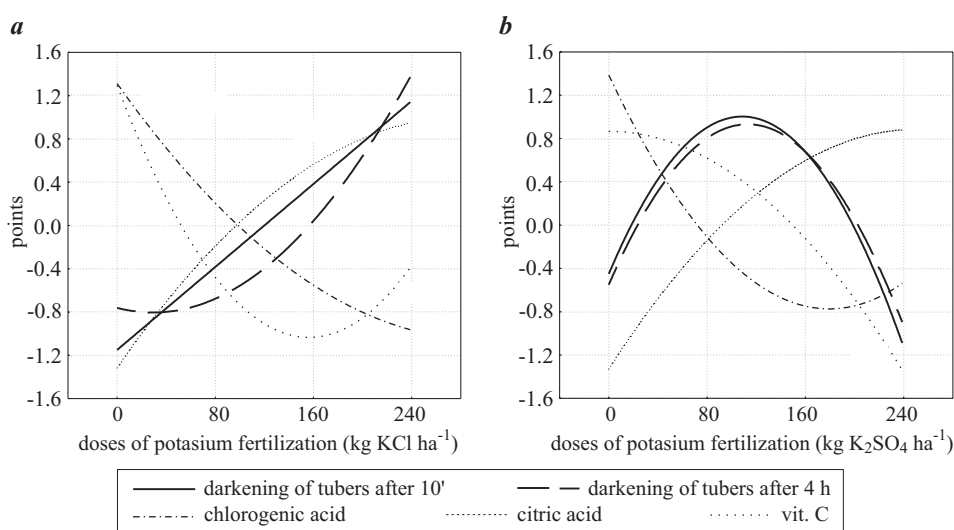 a
b
1.6
1.2
0.8
0.4
0.0
-0.4
-0.8
-1.2
-1.6
points
0
80
160
240
doses of potasium fertilization (kg KCl ha⁻¹)
1.6
1.2
0.8
0.4
0.0
-0.4
-0.8
-1.2
-1.6
points
0
80
160
240
doses of potasium fertilization (kg K₂SO₄ ha⁻¹)
darkening of tubers after 10'
darkening of tubers after 4 h
chlorogenic acid
citric acid
vit. C